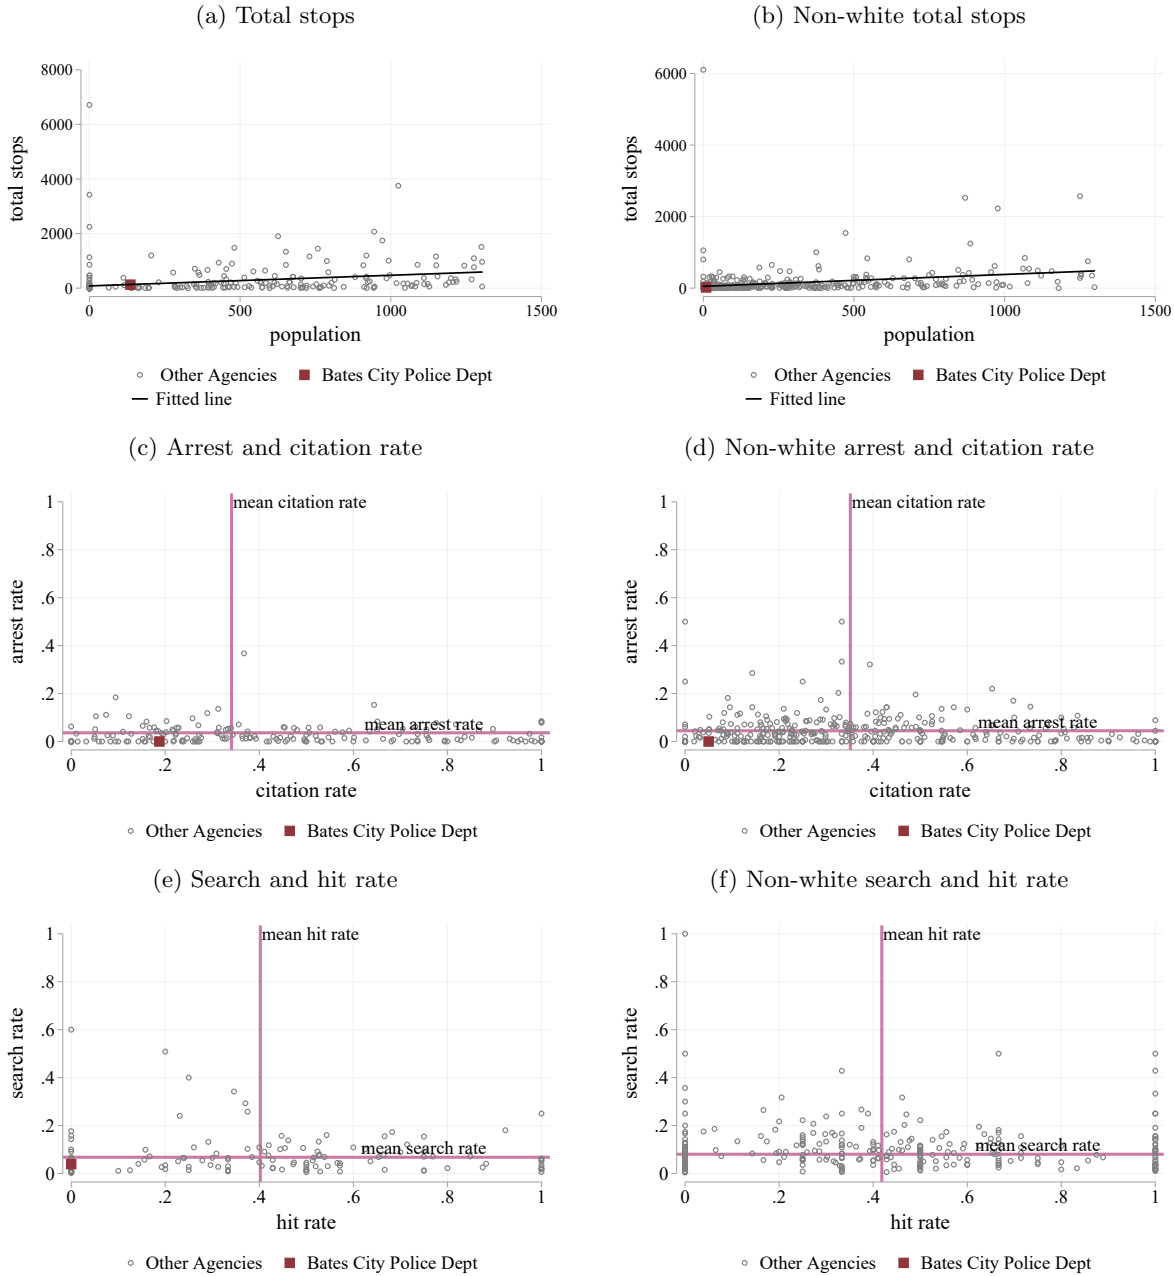 (a) Total stops
(b) Non-white total stops
8000
6000
4000
2000
0
total stops
0
500
1000
1500
population
Other Agencies
Bates City Police Dept
Fitted line
6000
4000
2000
0
total stops
0
500
1000
1500
population
Other Agencies
Bates City Police Dept
Fitted line
(c) Arrest and citation rate
(d) Non-white arrest and citation rate
1
.8
.6
.4
.2
0
arrest rate
mean citation rate
mean arrest rate
0
.2
.4
.6
.8
1
citation rate
Other Agencies
Bates City Police Dept
1
.8
.6
.4
.2
0
arrest rate
mean citation rate
mean arrest rate
0
.2
.4
.6
.8
1
citation rate
Other Agencies
Bates City Police Dept
(e) Search and hit rate
(f) Non-white search and hit rate
1
.8
.6
.4
.2
0
search rate
mean hit rate
mean search rate
0
.2
.4
.6
.8
1
hit rate
Other Agencies
Bates City Police Dept
1
.8
.6
.4
.2
0
search rate
mean hit rate
mean search rate
0
.2
.4
.6
.8
1
hit rate
Other Agencies
Bates City Police Dept